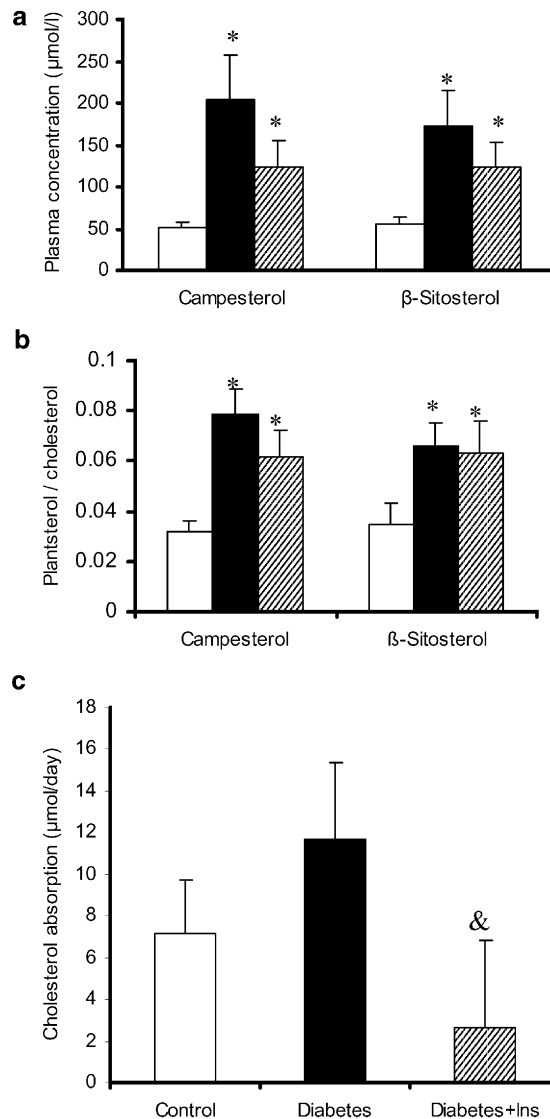 a
Plasma concentration (μmol/l)
300
250
200
150
100
50
0
* * * *
Campesterol β-Sitosterol
b
Plantsterol / cholesterol
0.1
0.08
0.06
0.04
0.02
0
* * * *
Campesterol ß-Sitosterol
c
Cholesterol absorption (μmol/day)
18
16
14
12
10
8
6
4
2
0
&
Control Diabetes Diabetes+Ins